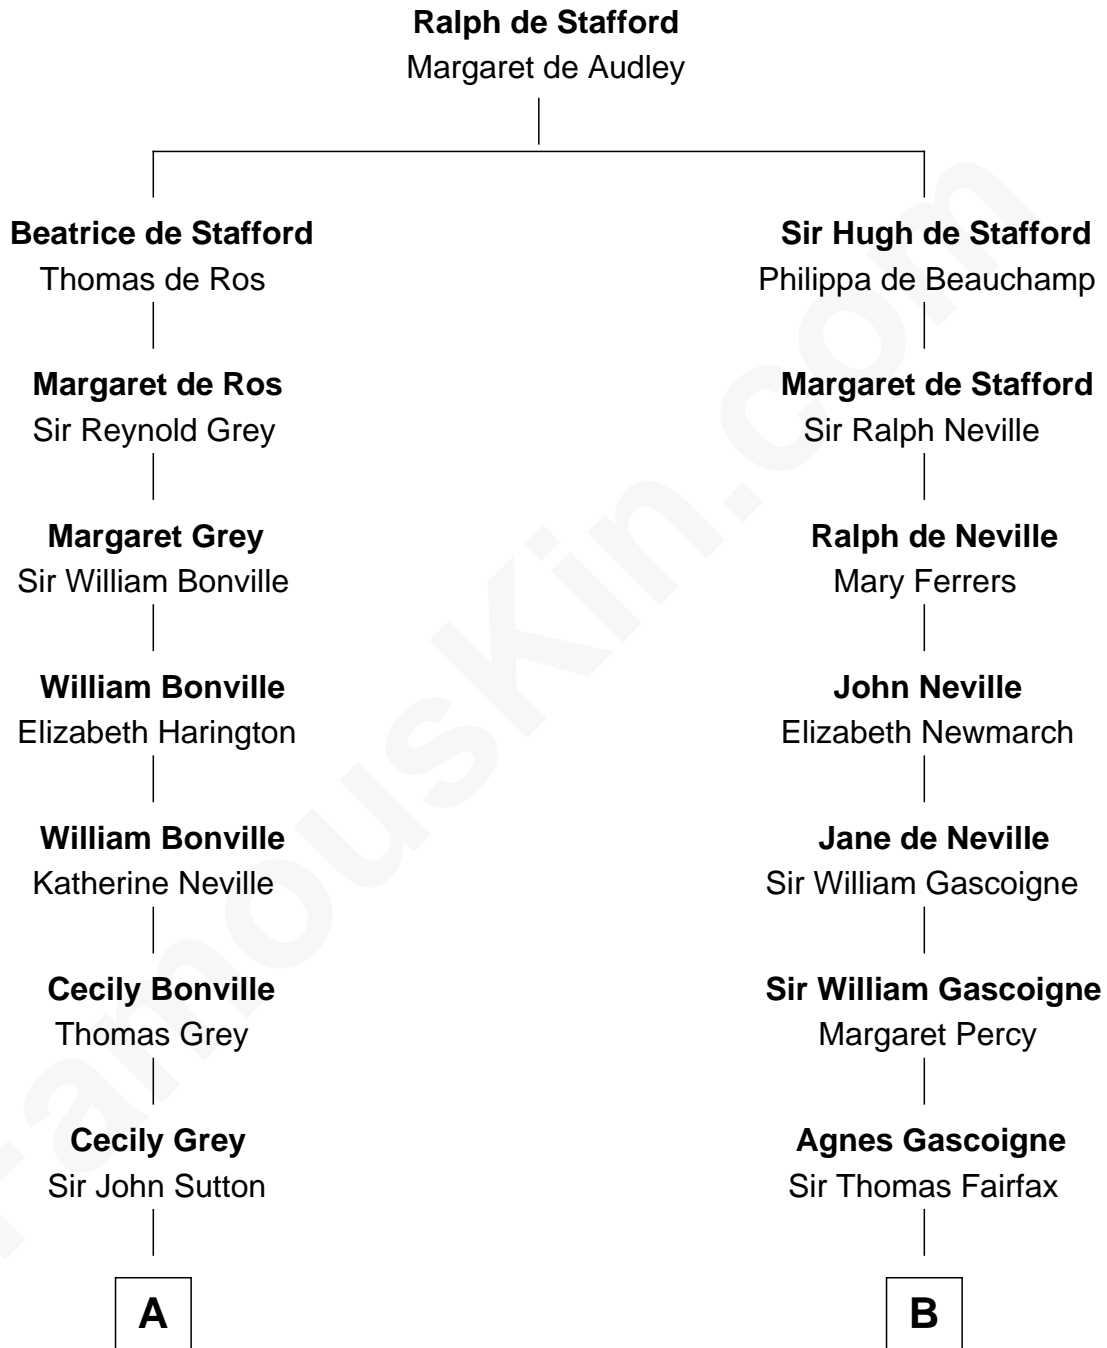 Ralph de Stafford
Margaret de Audley
Beatrice de Stafford
Thomas de Ros
Sir Hugh de Stafford
Philippa de Beauchamp
Margaret de Ros
Sir Reynold Grey
Margaret de Stafford
Sir Ralph Neville
Margaret Grey
Sir William Bonville
Ralph de Neville
Mary Ferrers
William Bonville
Elizabeth Harington
John Neville
Elizabeth Newmarch
William Bonville
Katherine Neville
Jane de Neville
Sir William Gascoigne
Cecily Bonville
Thomas Grey
Sir William Gascoigne
Margaret Percy
Cecily Grey
Sir John Sutton
Agnes Gascoigne
Sir Thomas Fairfax
A
B
FamousKin.com